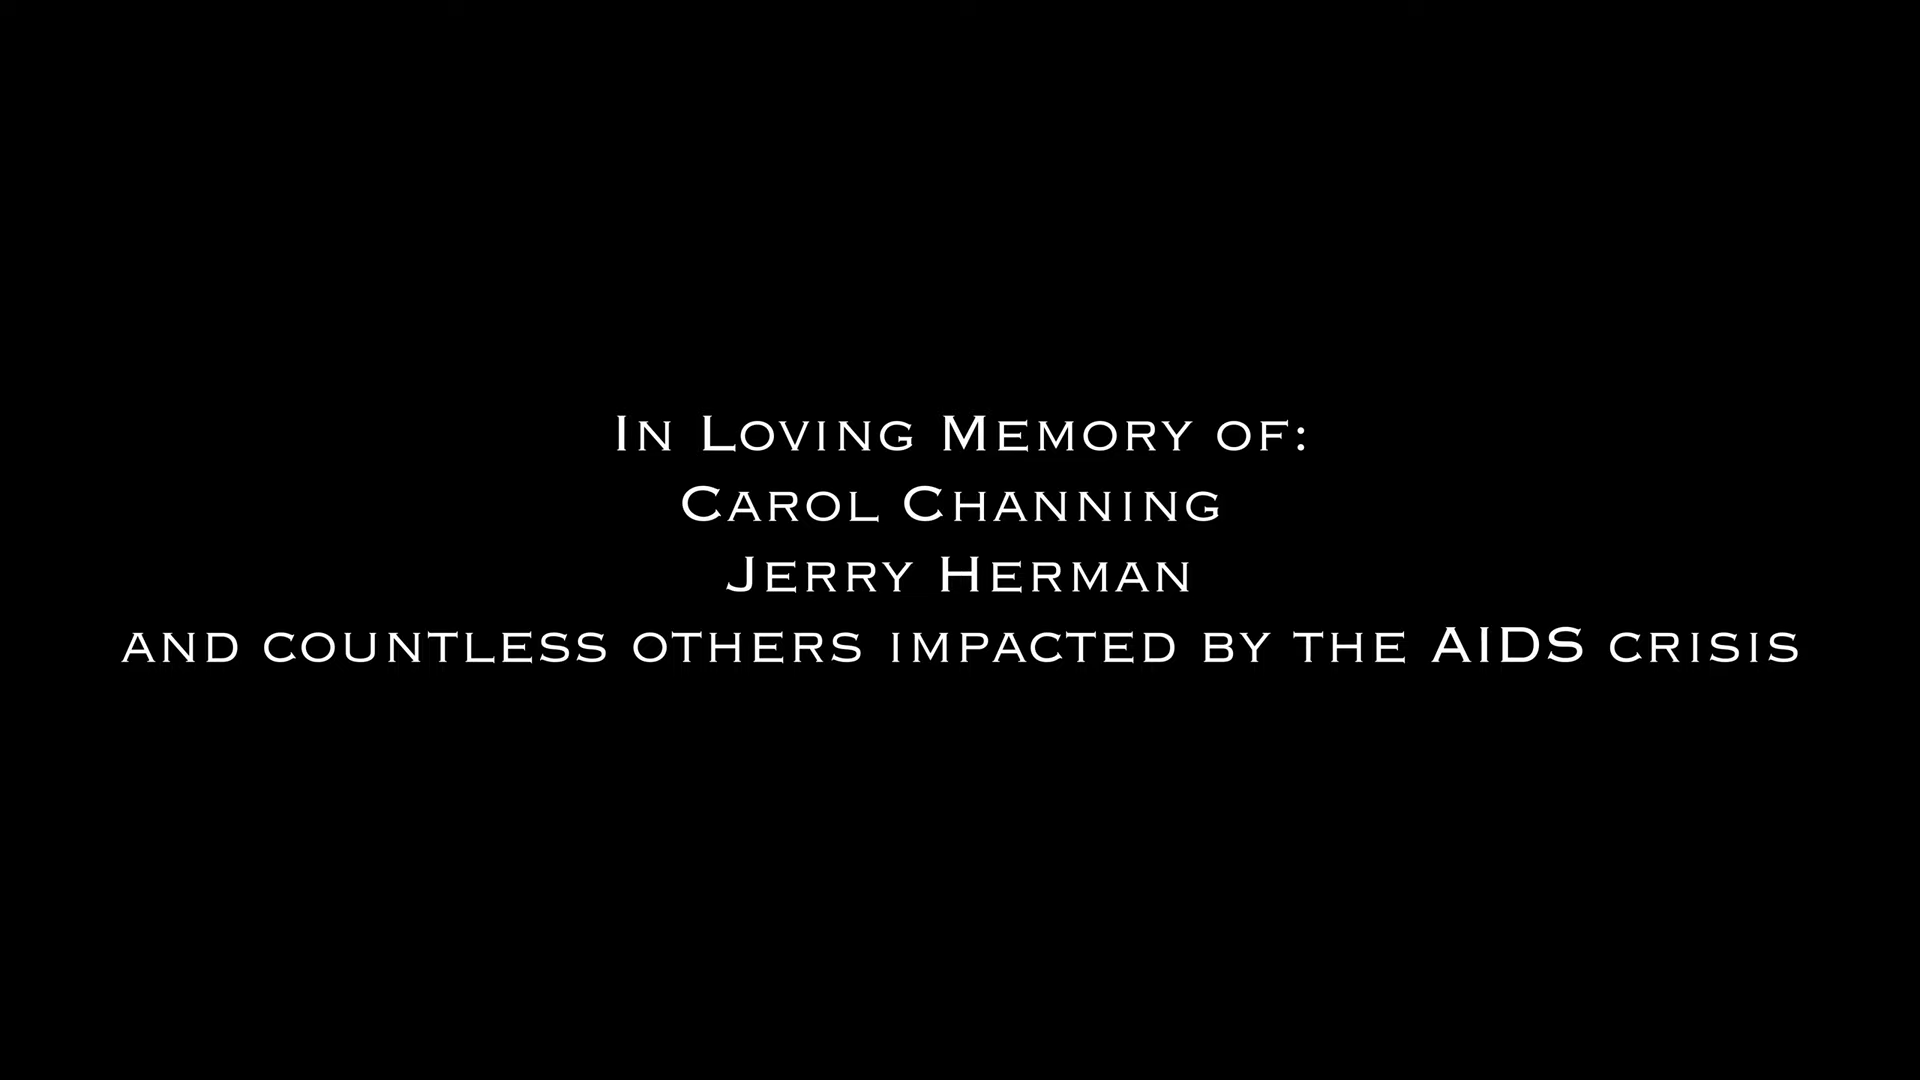 In Loving Memory of:
Carol Channing
Jerry Herman
and countless others impacted by the AIDS crisis